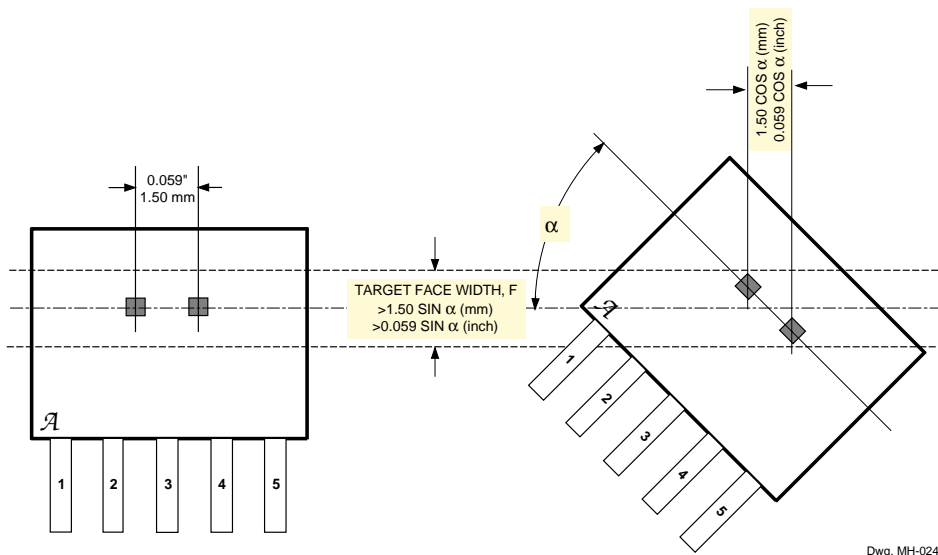 0.059"
1.50 mm
A
1 2 3 4 5
TARGET FACE WIDTH, F
>1.50 SIN α (mm)
>0.059 SIN α (inch)
α
1.50 COS α (mm)
0.059 COS α (inch)
A
1
2
3
4
5
Dwg. MH-024